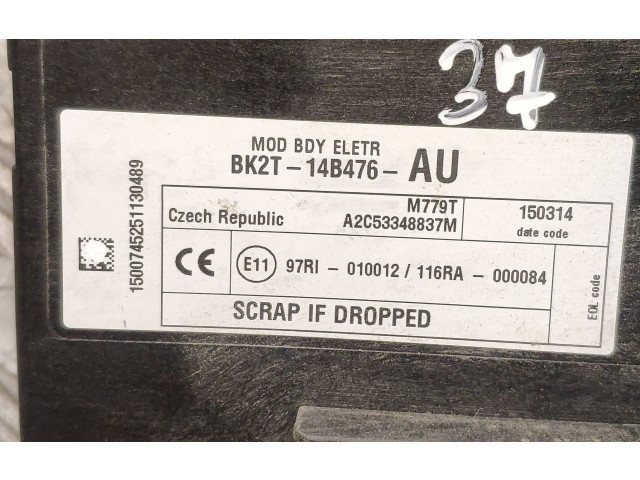 37
MOD BDY ELETR
BK2T-14B476-AU
M779T
Czech Republic A2C53348837M
150314
date code
CE E11 97RI - 010012 / 116RA - 000084
SCRAP IF DROPPED
EOL code
1500745251130489